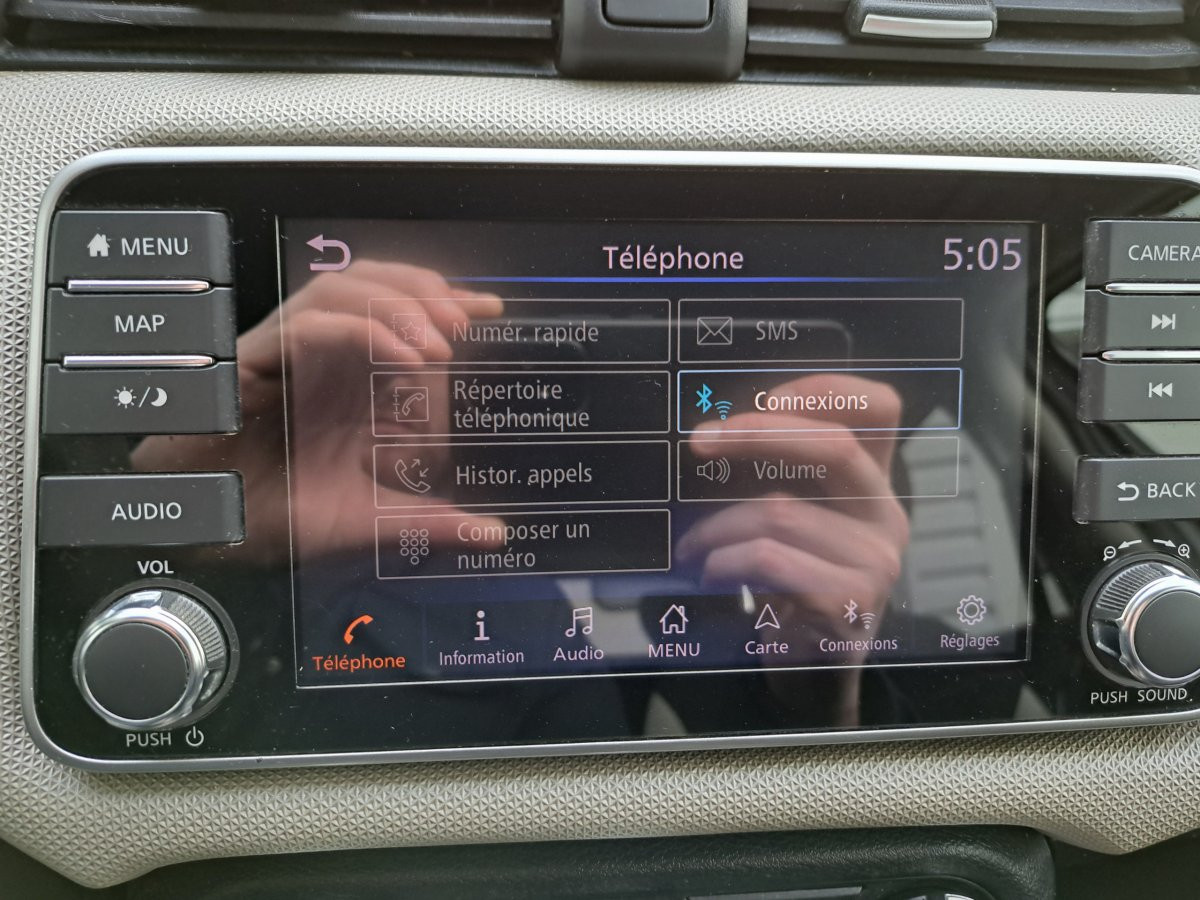 MENU
MAP
AUDIO
VOL
PUSH
Téléphone
5:05
Numér. rapide
SMS
Répertoire
téléphonique
Connexions
Histor. appels
Volume
Composer un
numéro
Téléphone
Information
Audio
MENU
Carte
Connexions
Réglages
CAMERA
BACK
PUSH SOUND